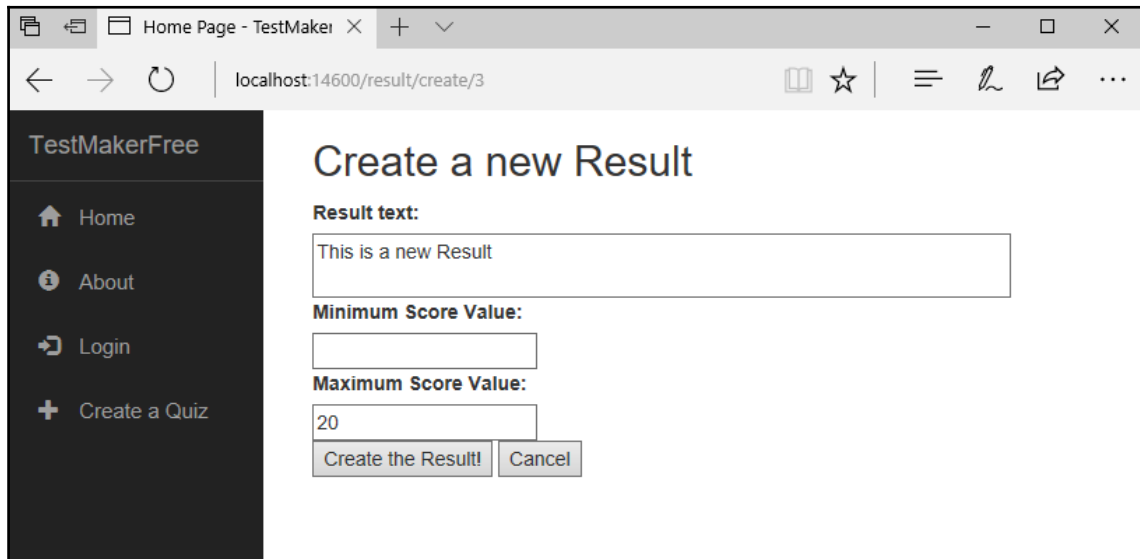 Home Page - TestMaker
localhost:14600/result/create/3
TestMakerFree
Home
About
Login
Create a Quiz
Create a new Result
Result text:
This is a new Result
Minimum Score Value:
Maximum Score Value:
20
Create the Result! Cancel